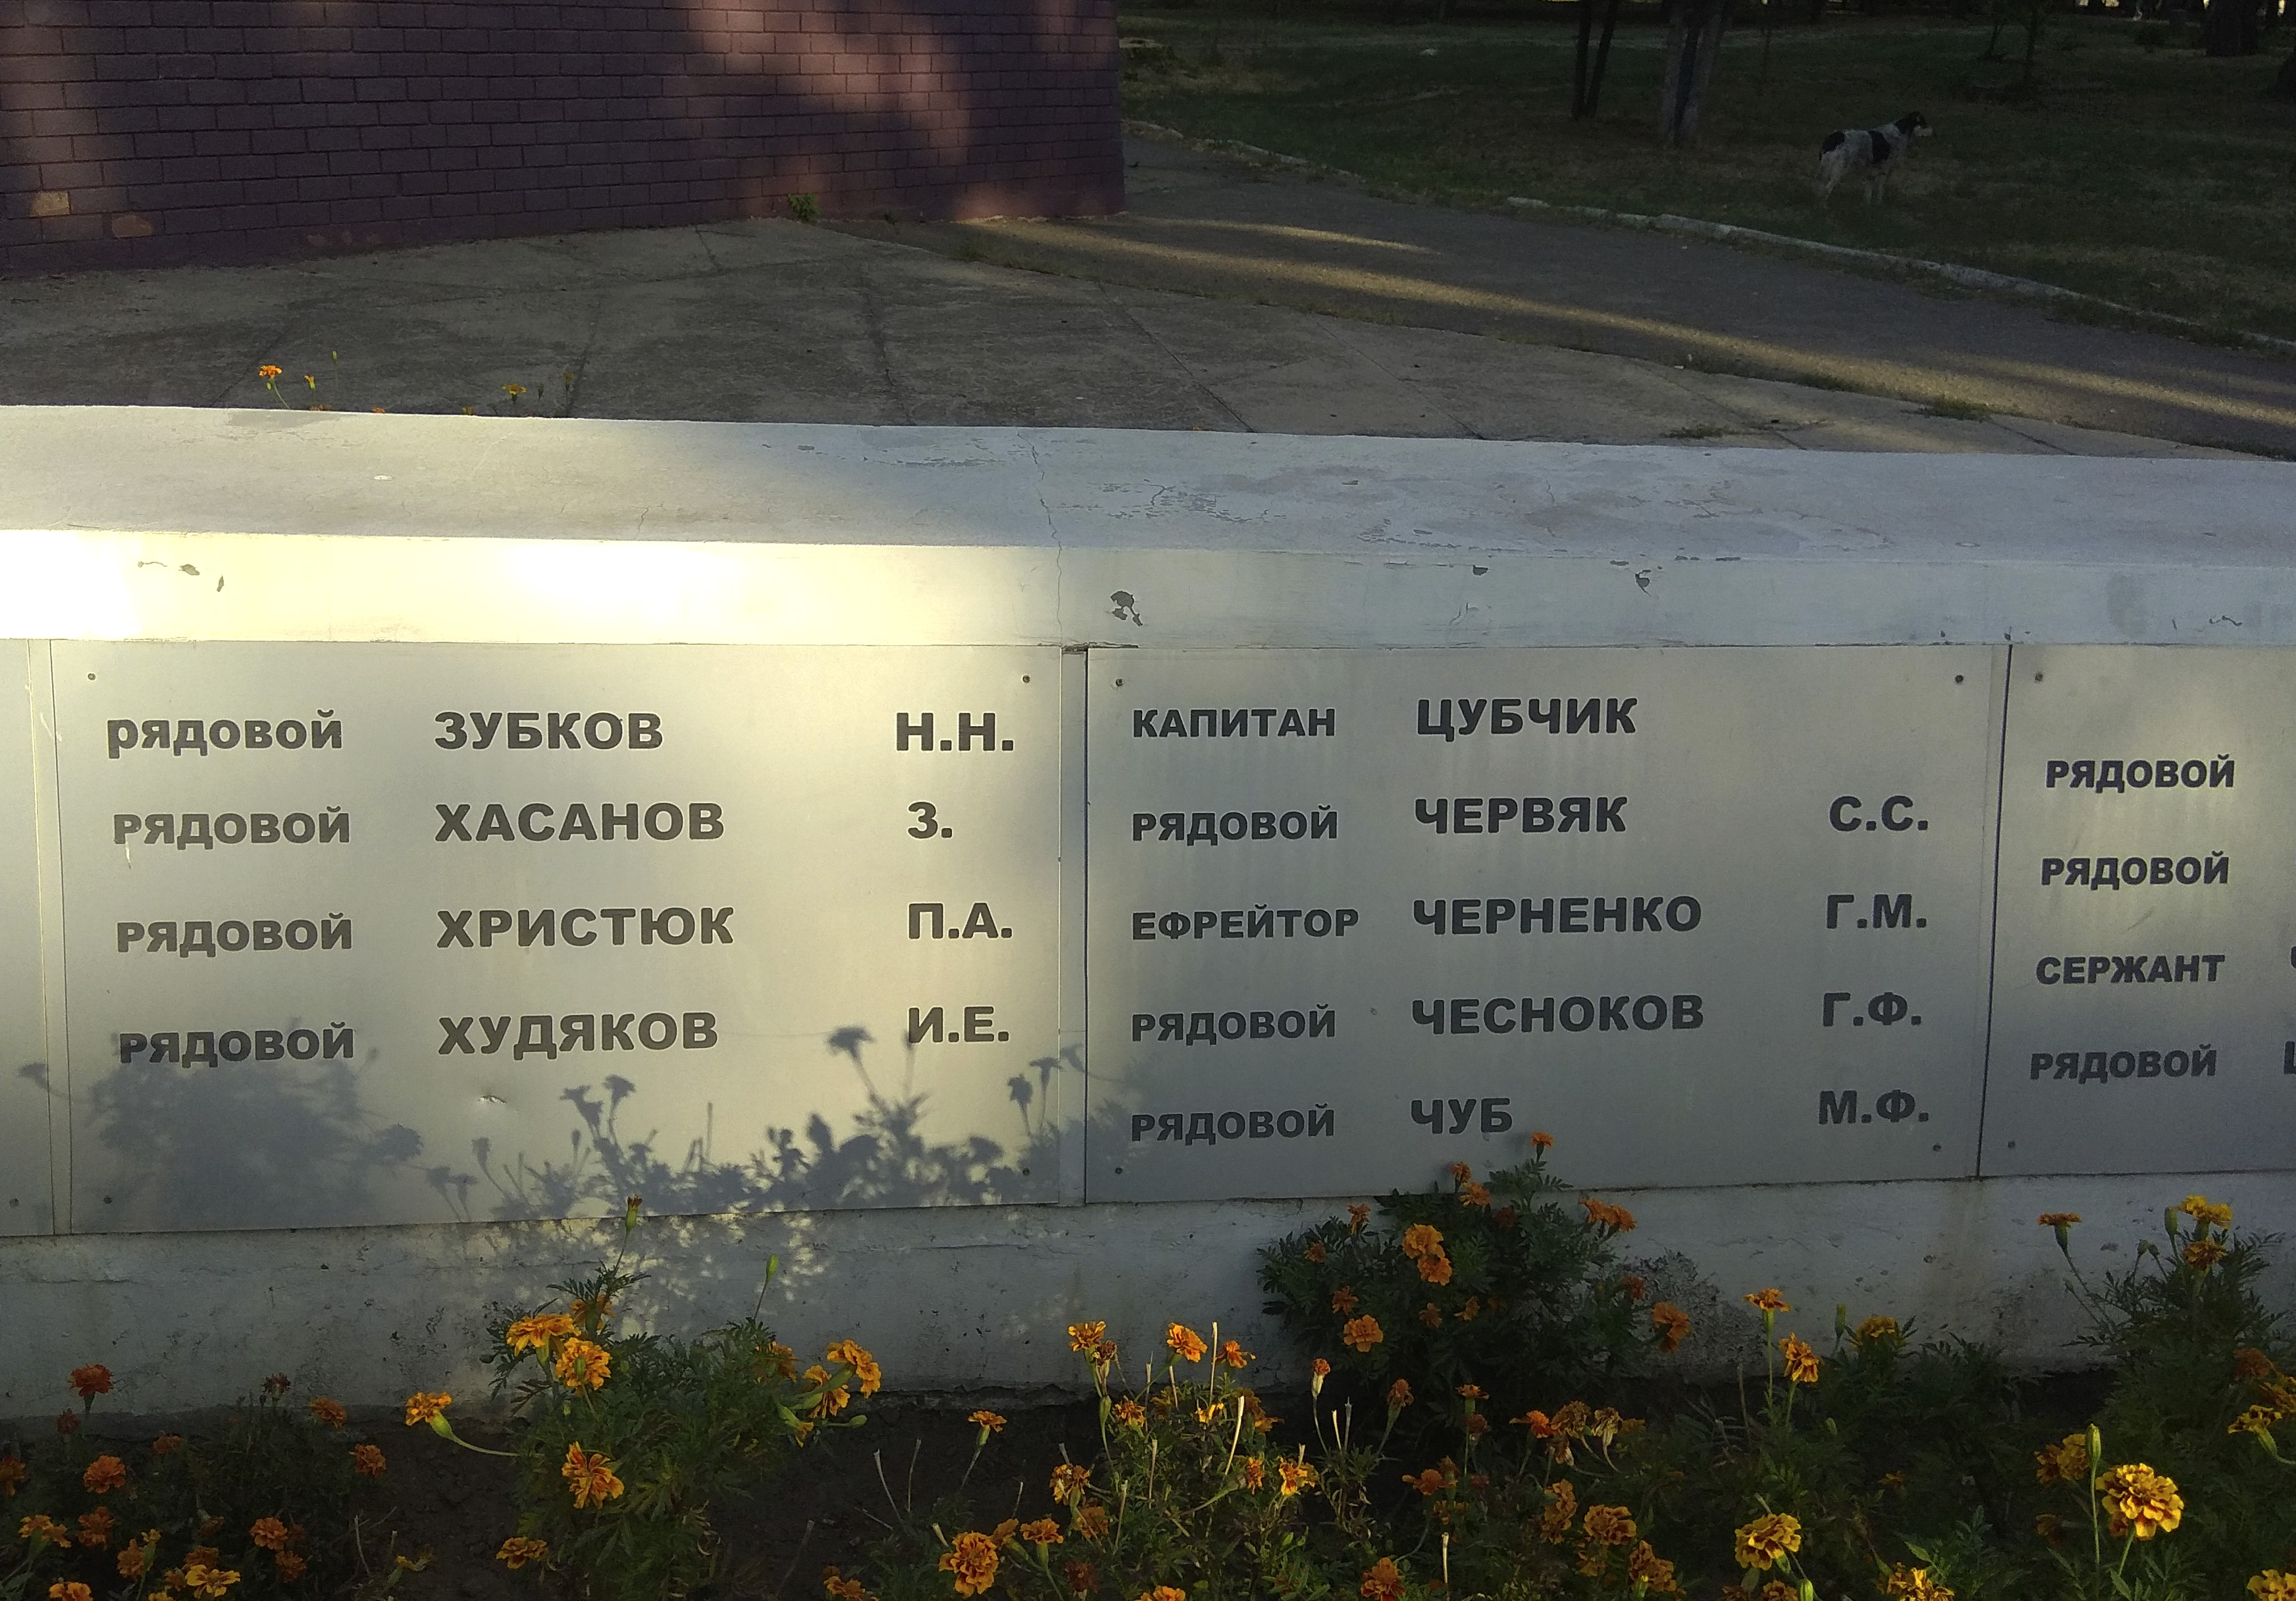 РЯДОВОЙ ЗУБКОВ Н.Н.
РЯДОВОЙ ХАСАНОВ З.
РЯДОВОЙ ХРИСТЮК П.А.
РЯДОВОЙ ХУДЯКОВ И.Е.
КАПИТАН ЦУБЧИК
РЯДОВОЙ ЧЕРВЯК С.С.
ЕФРЕЙТОР ЧЕРНЕНКО Г.М.
РЯДОВОЙ ЧЕСНОКОВ Г.Ф.
РЯДОВОЙ ЧУБ М.Ф.
РЯДОВОЙ
РЯДОВОЙ
СЕРЖАНТ
РЯДОВОЙ